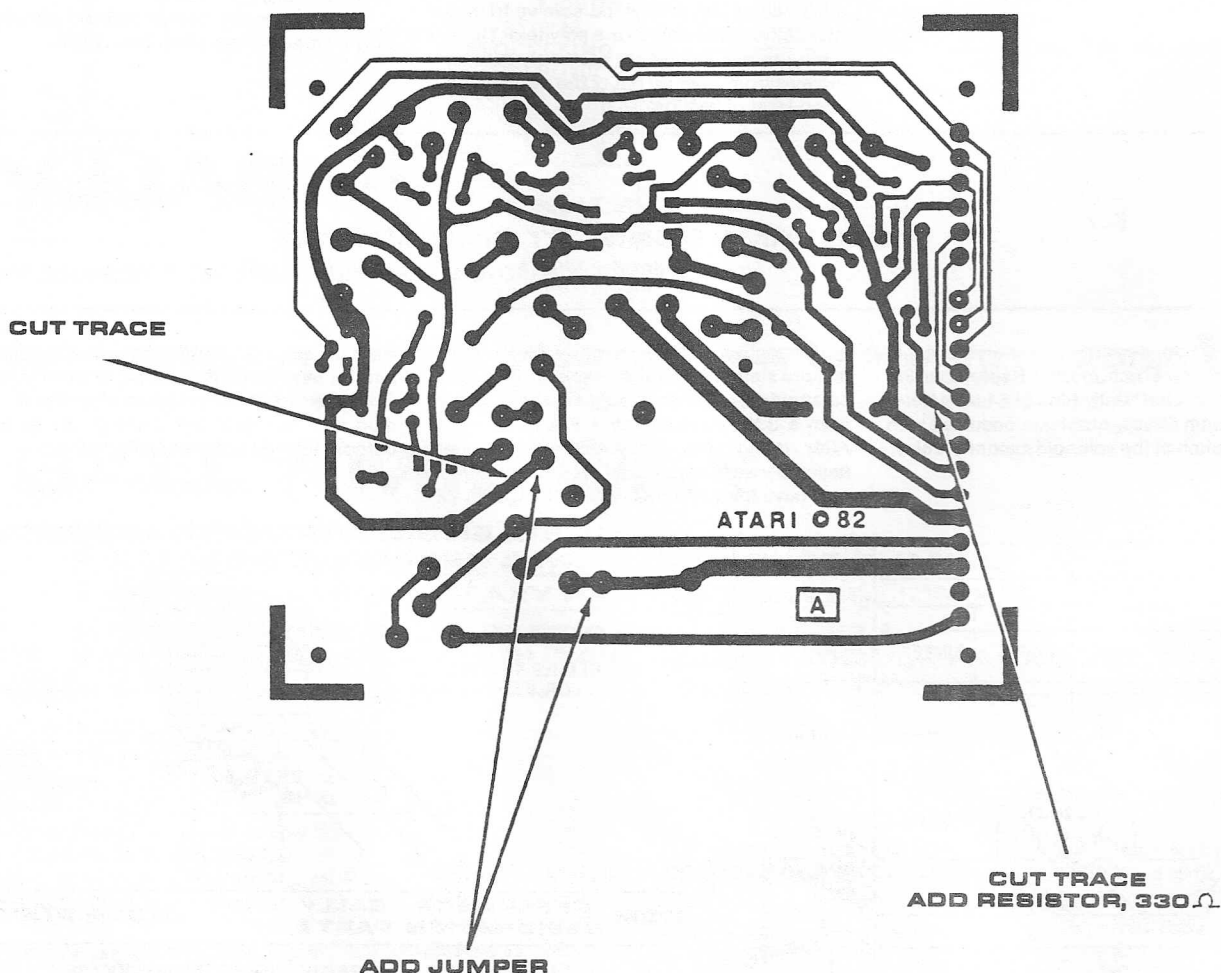 CUT TRACE
ATARI © 82
A
CUT TRACE
ADD RESISTOR, 330 Ω
ADD JUMPER